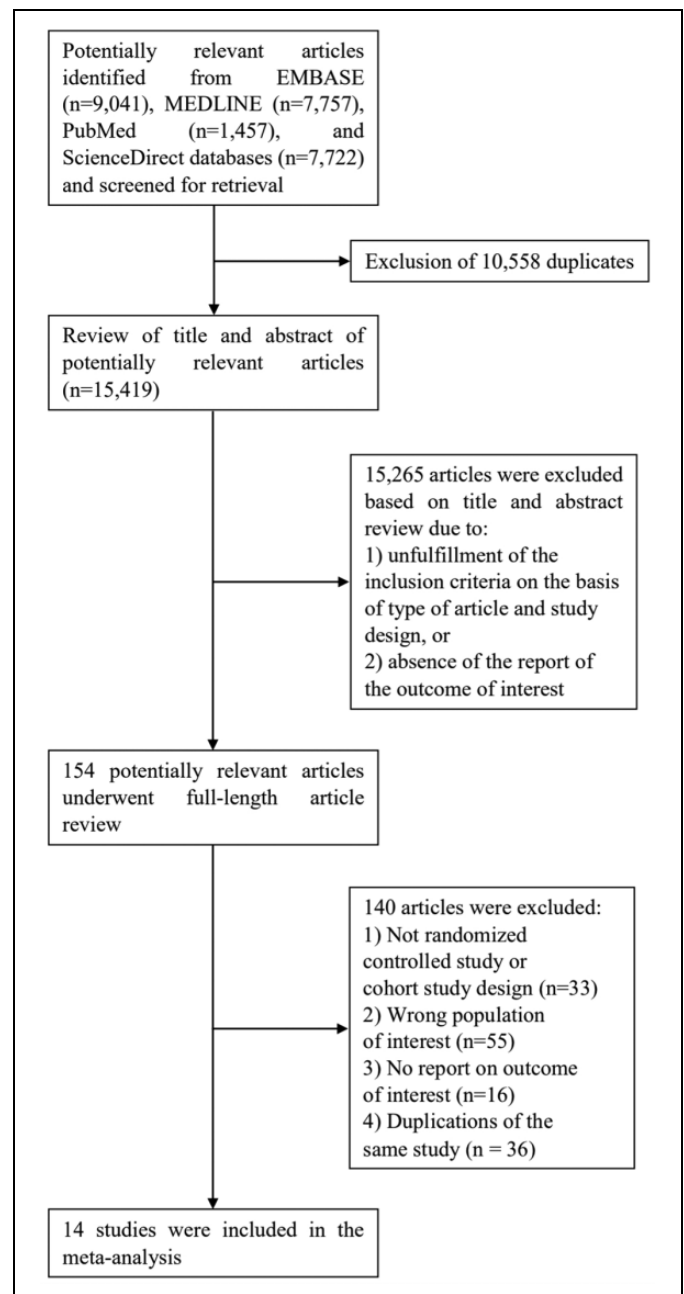 Potentially relevant articles
identified from EMBASE
(n=9,041), MEDLINE (n=7,757),
PubMed (n=1,457), and
ScienceDirect databases (n=7,722)
and screened for retrieval
Exclusion of 10,558 duplicates
Review of title and abstract of
potentially relevant articles
(n=15,419)
15,265 articles were excluded
based on title and abstract
review due to:
1) unfulfillment of the
inclusion criteria on the basis
of type of article and study
design, or
2) absence of the report of
the outcome of interest
154 potentially relevant articles
underwent full-length article
review
140 articles were excluded:
1) Not randomized
controlled study or
cohort study design (n=33)
2) Wrong population
of interest (n=55)
3) No report on outcome
of interest (n=16)
4) Duplications of the
same study (n = 36)
14 studies were included in the
meta-analysis